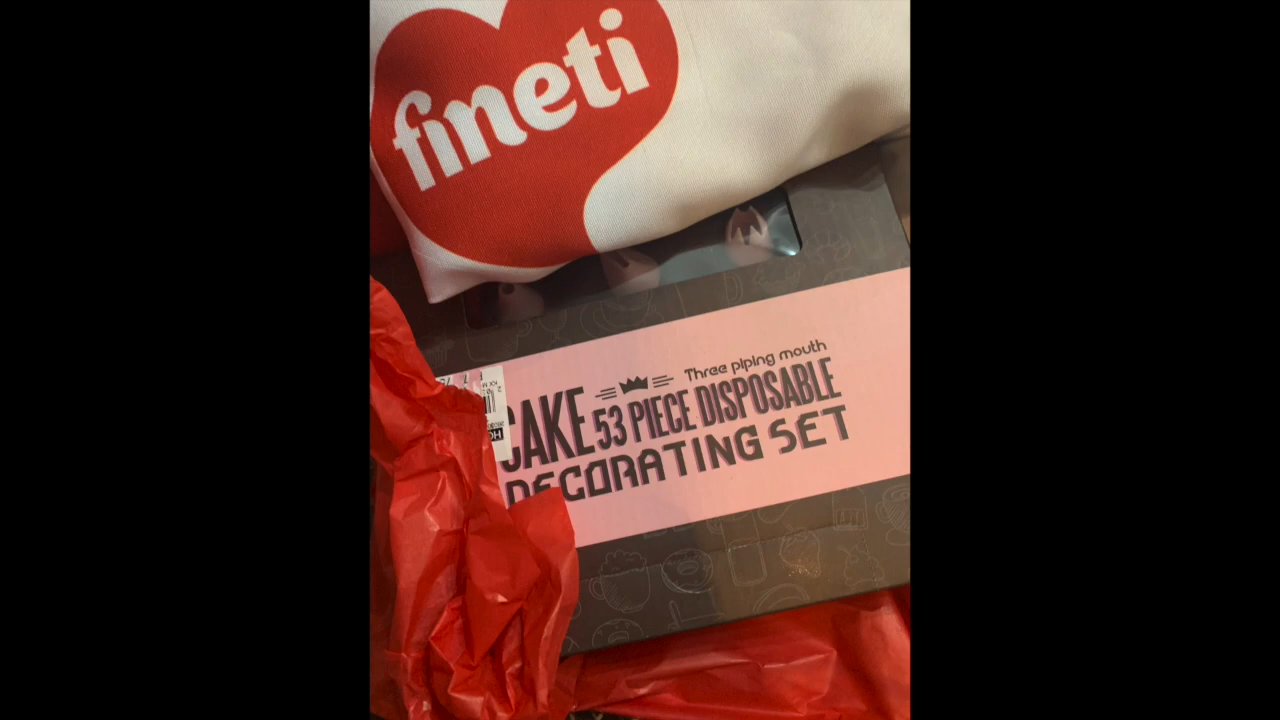 fineti
Three piping mouth
CAKE 53 PIECE DISPOSABLE
DECORATING SET